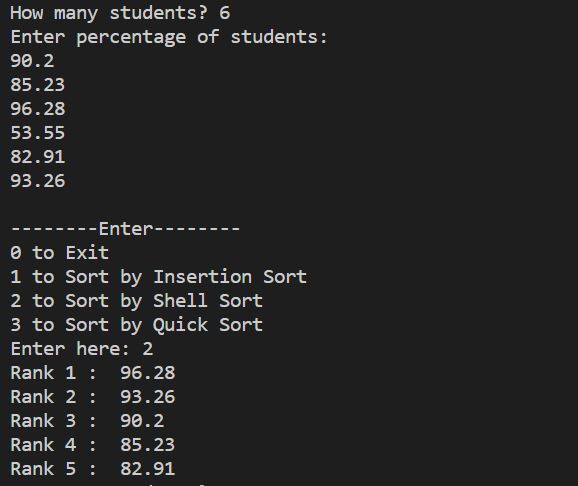 How many students? 6
Enter percentage of students:
90.2
85.23
96.28
53.55
82.91
93.26
--------Enter--------
0 to Exit
1 to Sort by Insertion Sort
2 to Sort by Shell Sort
3 to Sort by Quick Sort
Enter here: 2
Rank 1 :  96.28
Rank 2 :  93.26
Rank 3 :  90.2
Rank 4 :  85.23
Rank 5 :  82.91